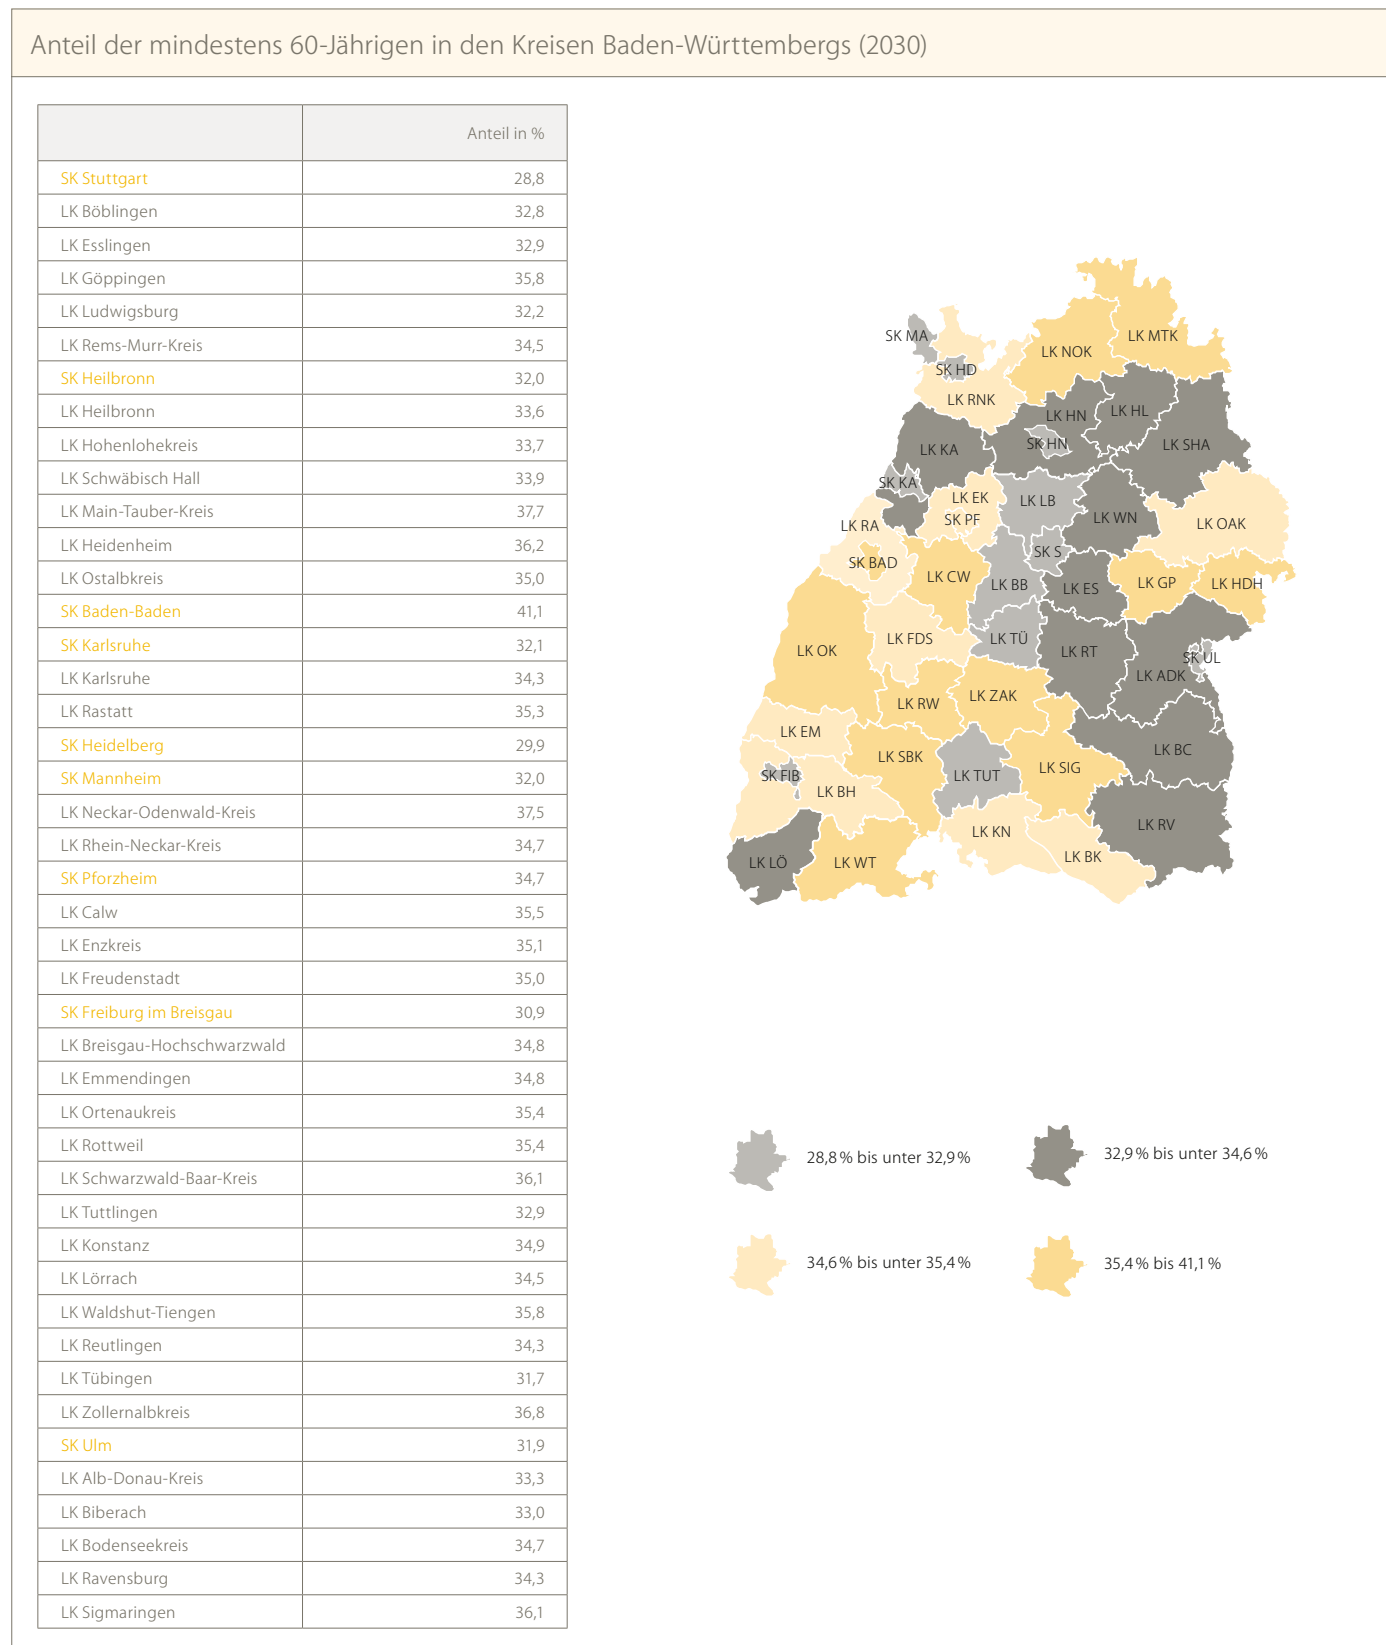 Anteil der mindestens 60-Jährigen in den Kreisen Baden-Württembergs (2030)
Anteil in %
SK Stuttgart 28,8
LK Böblingen 32,8
LK Esslingen 32,9
LK Göppingen 35,8
LK Ludwigsburg 32,2
LK Rems-Murr-Kreis 34,5
SK Heilbronn 32,0
LK Heilbronn 33,6
LK Hohenlohekreis 33,7
LK Schwäbisch Hall 33,9
LK Main-Tauber-Kreis 37,7
LK Heidenheim 36,2
LK Ostalbkreis 35,0
SK Baden-Baden 41,1
SK Karlsruhe 32,1
LK Karlsruhe 34,3
LK Rastatt 35,3
SK Heidelberg 29,9
SK Mannheim 32,0
LK Neckar-Odenwald-Kreis 37,5
LK Rhein-Neckar-Kreis 34,7
SK Pforzheim 34,7
LK Calw 35,5
LK Enzkreis 35,1
LK Freudenstadt 35,0
SK Freiburg im Breisgau 30,9
LK Breisgau-Hochschwarzwald 34,8
LK Emmendingen 34,8
LK Ortenaukreis 35,4
LK Rottweil 35,4
LK Schwarzwald-Baar-Kreis 36,1
LK Tuttlingen 32,9
LK Konstanz 34,9
LK Lörrach 34,5
LK Waldshut-Tiengen 35,8
LK Reutlingen 34,3
LK Tübingen 31,7
LK Zollernalbkreis 36,8
SK Ulm 31,9
LK Alb-Donau-Kreis 33,3
LK Biberach 33,0
LK Bodenseekreis 34,7
LK Ravensburg 34,3
LK Sigmaringen 36,1
SK MA
LK NOK
LK MTK
SK HD
LK RNK
LK HN
LK HL
LK KA
SK HN
LK SHA
SK KA
LK EK
LK LB
LK RA
SK PF
LK WN
LK OAK
SK BAD
LK CW
SK S
LK BB
LK ES
LK GP
LK HDH
LK OK
LK FDS
LK TÜ
LK RT
SK UL
LK ADK
LK RW
LK ZAK
LK EM
LK SBK
LK BC
SK FIB
LK TUT
LK SIG
LK BH
LK KN
LK RV
LK LÖ
LK WT
LK BK
28,8 % bis unter 32,9 %
32,9 % bis unter 34,6 %
34,6 % bis unter 35,4 %
35,4 % bis 41,1 %